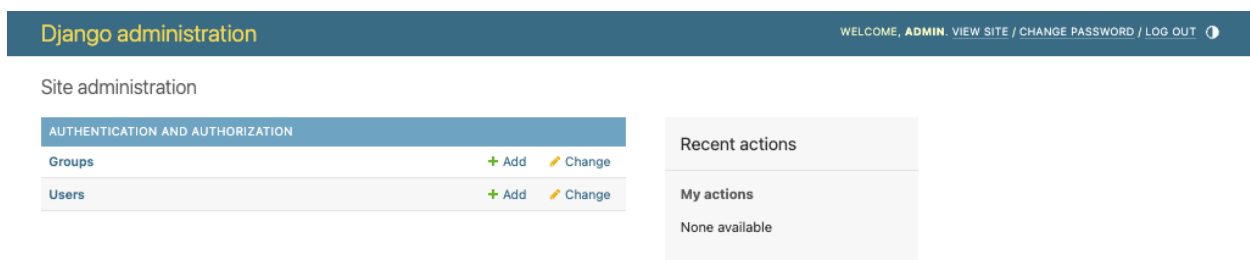 Django administration
WELCOME, ADMIN. VIEW SITE / CHANGE PASSWORD / LOG OUT
Site administration
AUTHENTICATION AND AUTHORIZATION
Groups + Add Change
Users + Add Change
Recent actions
My actions
None available